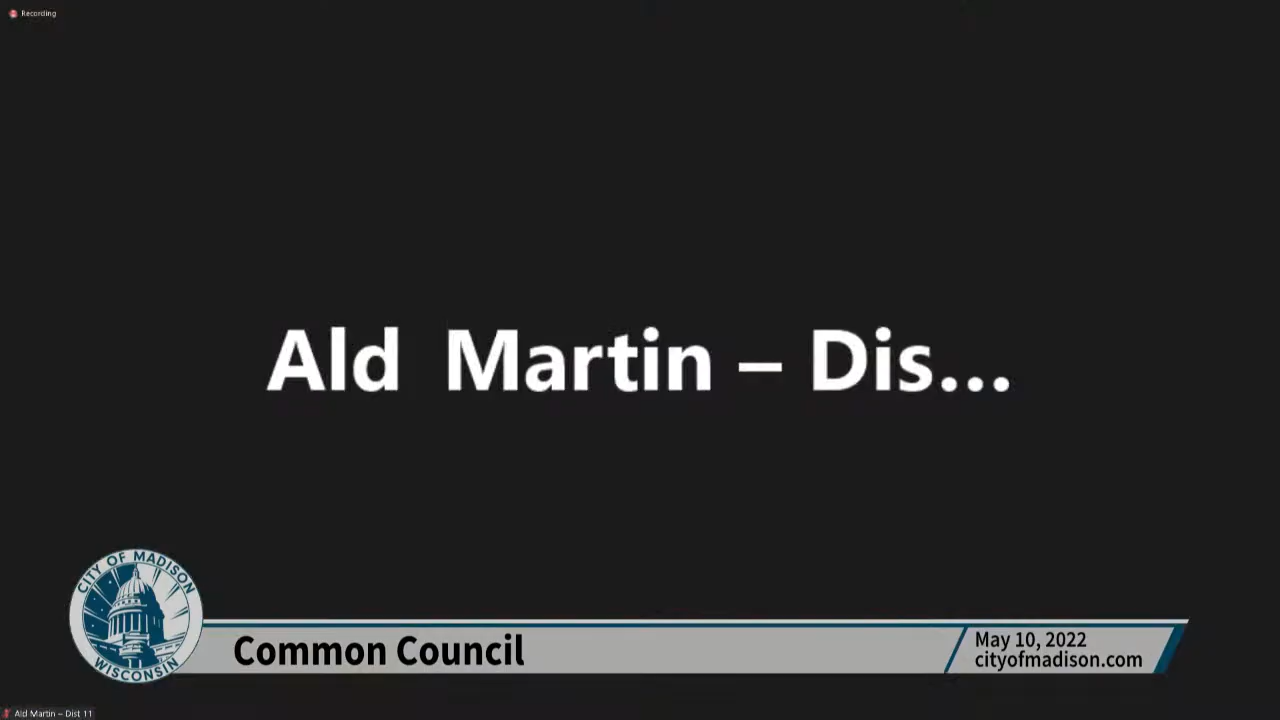 Recording
Ald Martin – Dis...
CITY OF MADISON
WISCONSIN
Common Council
May 10, 2022
cityofmadison.com
Ald Martin – Dist 11